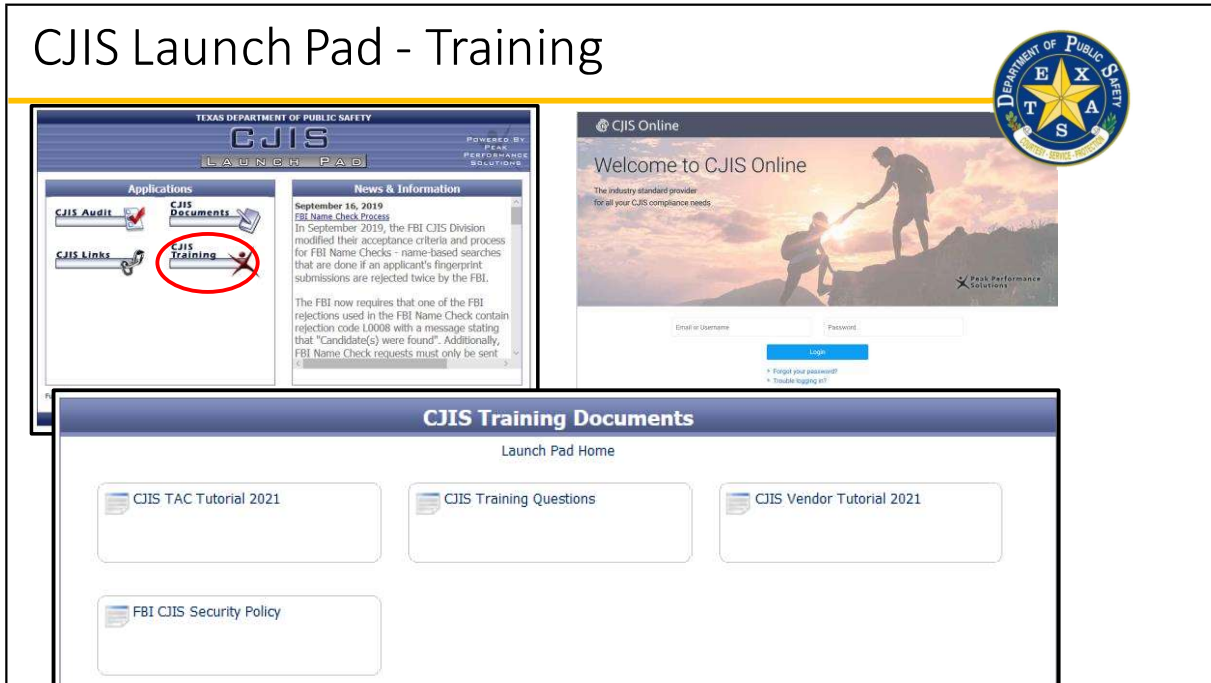 CJIS Launch Pad - Training
DEPARTMENT OF PUBLIC SAFETY
TEXAS
COURTESY - SERVICE - PROTECTION
TEXAS DEPARTMENT OF PUBLIC SAFETY
CJIS
LAUNCH PAD
POWERED BY
PEAK
PERFORMANCE
SOLUTIONS
Applications
CJIS Audit
CJIS
Documents
CJIS Links
CJIS
Training
News & Information
September 16, 2019
FBI Name Check Process
In September 2019, the FBI CJIS Division
modified their acceptance criteria and process
for FBI Name Checks - name-based searches
that are done if an applicant's fingerprint
submissions are rejected twice by the FBI.
The FBI now requires that one of the FBI
rejections used in the FBI Name Check contain
rejection code L0008 with a message stating
that "Candidate(s) were found". Additionally,
FBI Name Check requests must only be sent
CJIS Online
Welcome to CJIS Online
The industry standard provider
for all your CJIS compliance needs
Peak Performance
Solutions
Email or Username
Password
Login
Forgot your password?
Trouble logging in?
CJIS Training Documents
Launch Pad Home
CJIS TAC Tutorial 2021
CJIS Training Questions
CJIS Vendor Tutorial 2021
FBI CJIS Security Policy